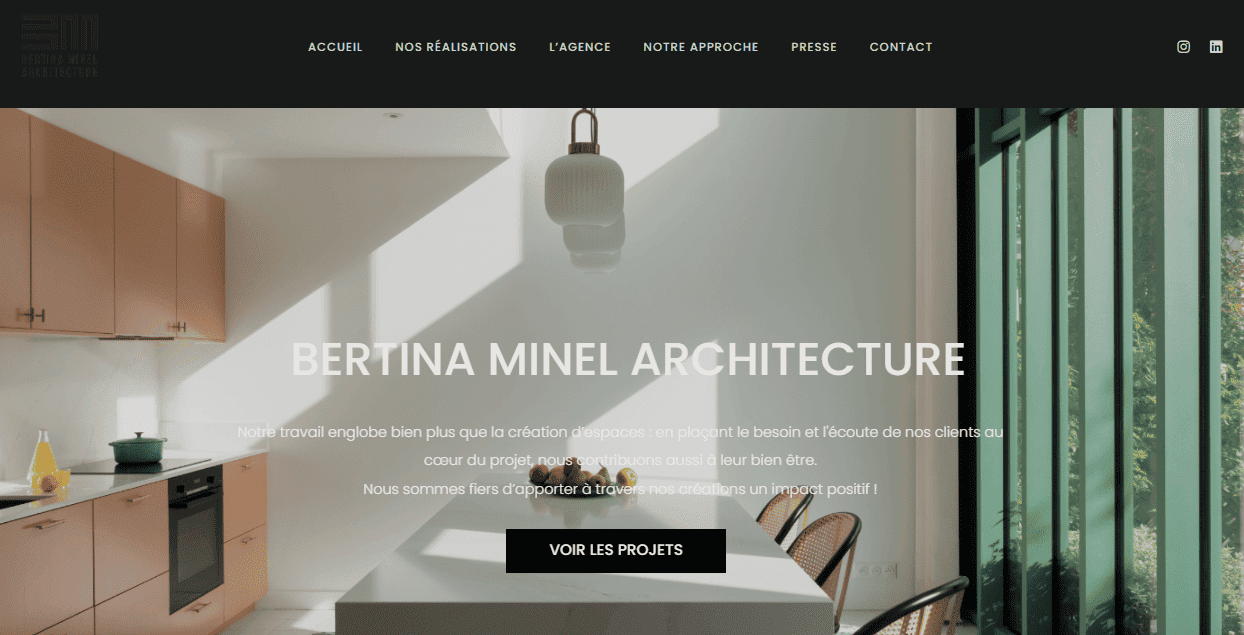 BERTINA MINEL
ARCHITECTURE
ACCUEIL
NOS RÉALISATIONS
L’AGENCE
NOTRE APPROCHE
PRESSE
CONTACT
BERTINA MINEL ARCHITECTURE
Notre travail englobe bien plus que la création d’espaces : en plaçant le besoin et l'écoute de nos clients au
cœur du projet, nous contribuons aussi à leur bien être.
Nous sommes fiers d’apporter à travers nos créations un impact positif !
VOIR LES PROJETS